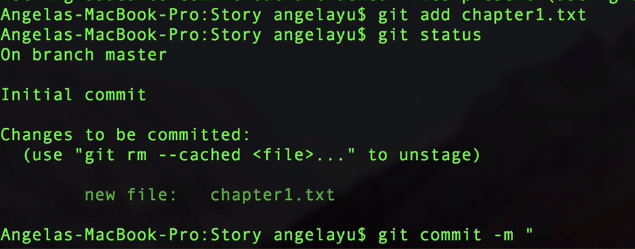 Angelas-MacBook-Pro:Story angelayu$ git add chapter1.txt
Angelas-MacBook-Pro:Story angelayu$ git status
On branch master
Initial commit
Changes to be committed:
(use "git rm --cached <file>..." to unstage)
new file: chapter1.txt
Angelas-MacBook-Pro:Story angelayu$ git commit -m "